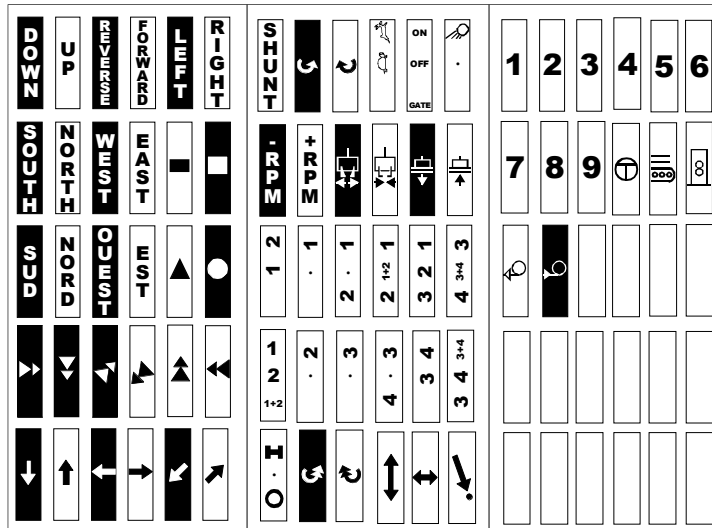 DOWN
UP
REVERSE
FORWARD
LEFT
RIGHT
SHUNT
ON
OFF
GATE
1
2
3
4
5
6
SOUTH
NORTH
WEST
EAST
-RPM
+RPM
7
8
9
SUD
NORD
OUEST
EST
1 2
· 1
2 · 1
2 1+2 1
3 2 1
4 3+4 3
1
2
1+2
· 2
· 3
4 · 3
3 4
3 4 3+4
H
·
O